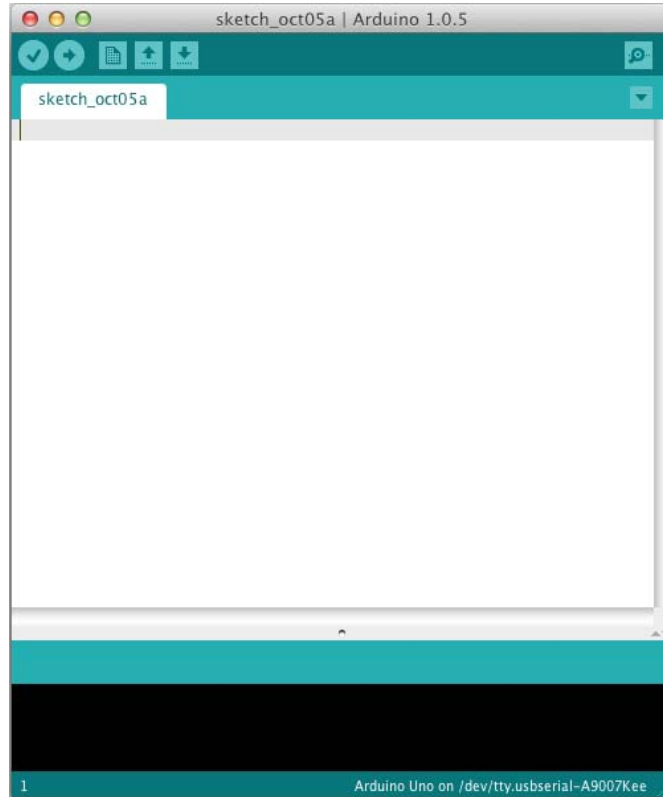 sketch_oct05a | Arduino 1.0.5
sketch_oct05a
1 Arduino Uno on /dev/tty.usbserial-A9007Kee